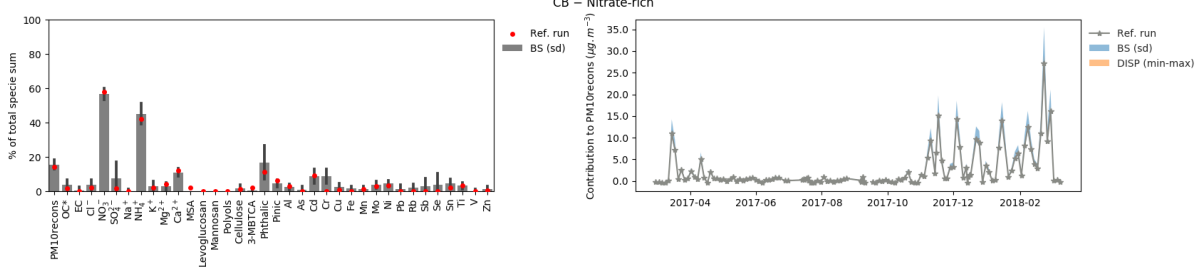 CB − Nitrate-rich
% of total specie sum
100
80
60
40
20
0
PM10recons
OC*
EC
Cl⁻
NO₃⁻
SO₄²⁻
Na⁺
NH₄⁺
K⁺
Mg²⁺
Ca²⁺
MSA
Levoglucosan
Mannosan
Polyols
Cellulose
3-MBTCA
Phthalic
Pinic
Al
As
Cd
Cr
Cu
Fe
Mn
Mo
Ni
Pb
Rb
Sb
Se
Sn
Ti
V
Zn
Ref. run
BS (sd)
Contribution to PM10recons (μg.m⁻³)
35.0
30.0
25.0
20.0
15.0
10.0
5.0
0.0
2017-04
2017-06
2017-08
2017-10
2017-12
2018-02
Ref. run
BS (sd)
DISP (min-max)